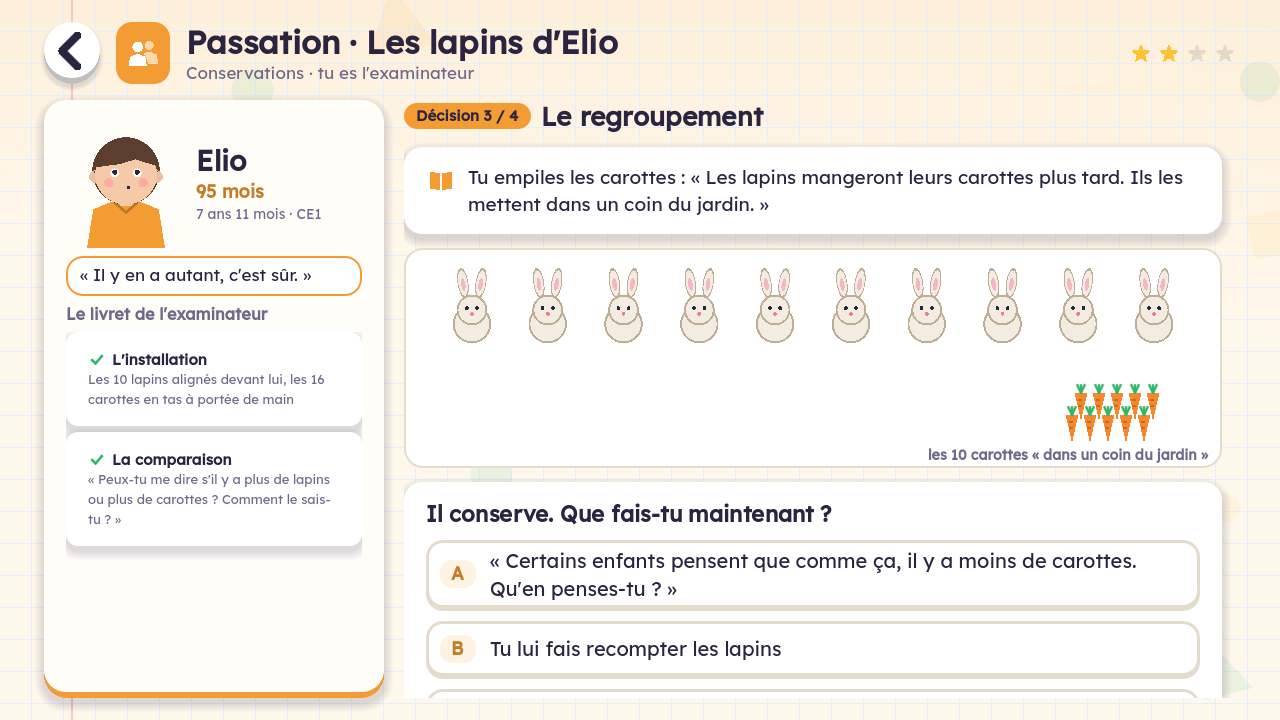 Passation · Les lapins d'Elio
Conservations · tu es l'examinateur
Elio
95 mois
7 ans 11 mois · CE1
« Il y en a autant, c'est sûr. »
Le livret de l'examinateur
L'installation
Les 10 lapins alignés devant lui, les 16
carottes en tas à portée de main
La comparaison
« Peux-tu me dire s'il y a plus de lapins
ou plus de carottes ? Comment le sais-
tu ? »
Décision 3 / 4
Le regroupement
Tu empiles les carottes : « Les lapins mangeront leurs carottes plus tard. Ils les
mettent dans un coin du jardin. »
les 10 carottes « dans un coin du jardin »
Il conserve. Que fais-tu maintenant ?
A
« Certains enfants pensent que comme ça, il y a moins de carottes.
Qu'en penses-tu ? »
B
Tu lui fais recompter les lapins